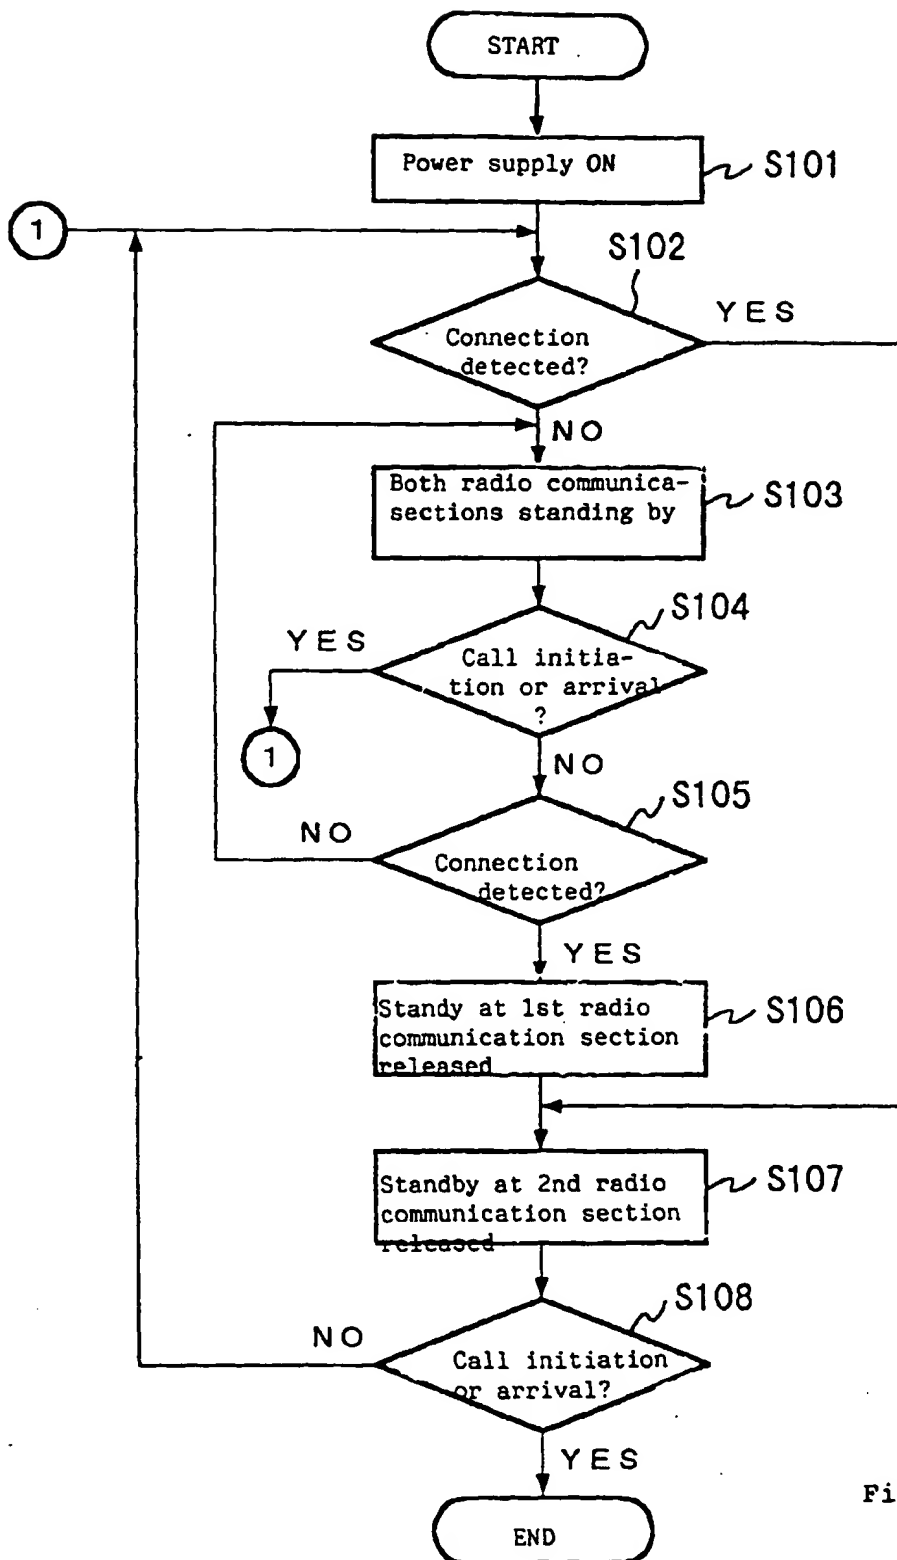 START
Power supply ON
S101
1
S102
YES
Connection
detected?
NO
Both radio communica-
sections standing by
S103
S104
YES
Call initia-
tion or arrival
?
1
NO
S105
NO
Connection
detected?
YES
Standy at 1st radio
communication section
released
S106
Standby at 2nd radio
communication section
released
S107
S108
NO
Call initiation
or arrival?
YES
Fi
END